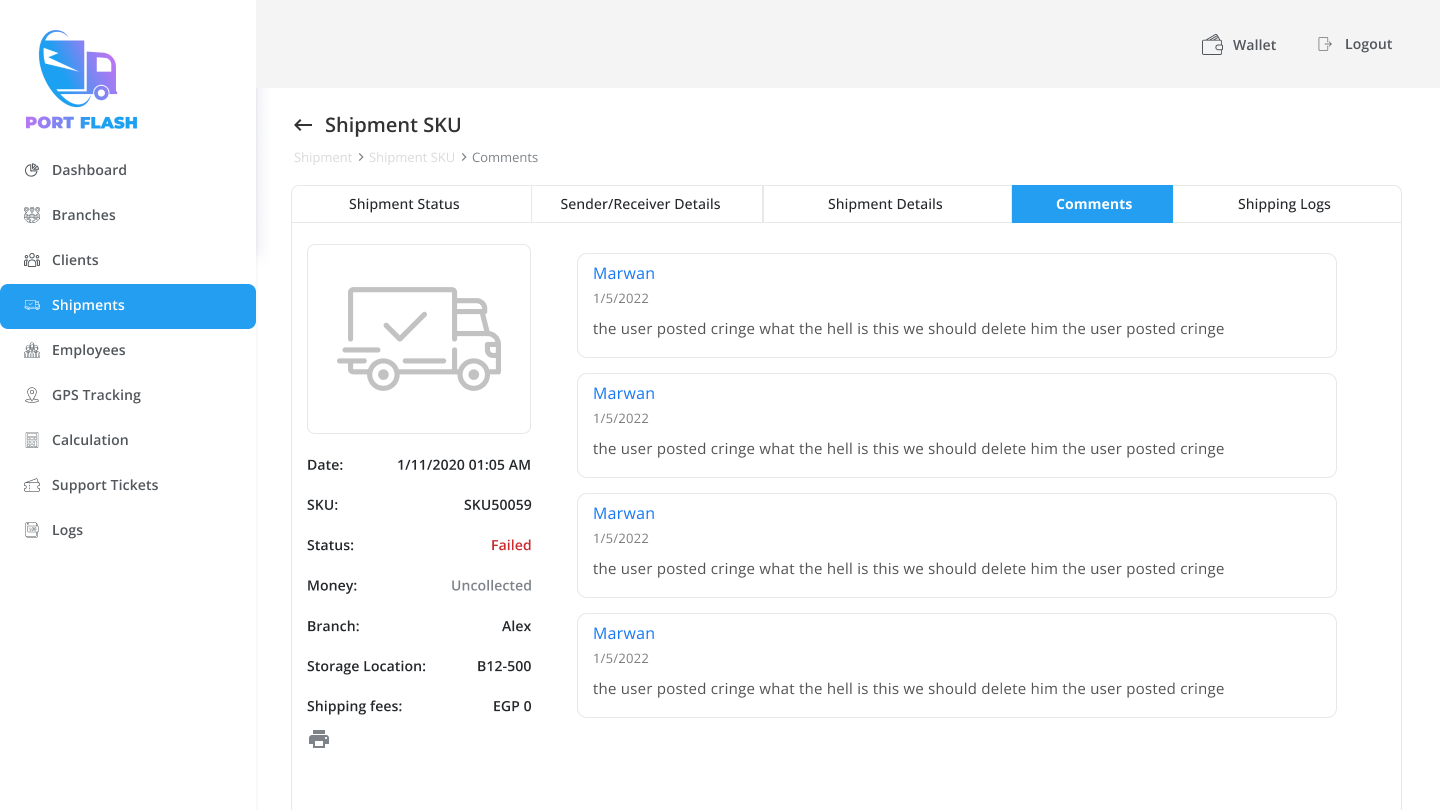 PORT FLASH
Dashboard
Branches
Clients
Shipments
Employees
GPS Tracking
Calculation
Support Tickets
Logs
Wallet
Logout
Shipment SKU
Shipment > Shipment SKU > Comments
Shipment Status
Sender/Receiver Details
Shipment Details
Comments
Shipping Logs
Date: 1/11/2020 01:05 AM
SKU: SKU50059
Status: Failed
Money: Uncollected
Branch: Alex
Storage Location: B12-500
Shipping fees: EGP 0
Marwan
1/5/2022
the user posted cringe what the hell is this we should delete him the user posted cringe
Marwan
1/5/2022
the user posted cringe what the hell is this we should delete him the user posted cringe
Marwan
1/5/2022
the user posted cringe what the hell is this we should delete him the user posted cringe
Marwan
1/5/2022
the user posted cringe what the hell is this we should delete him the user posted cringe